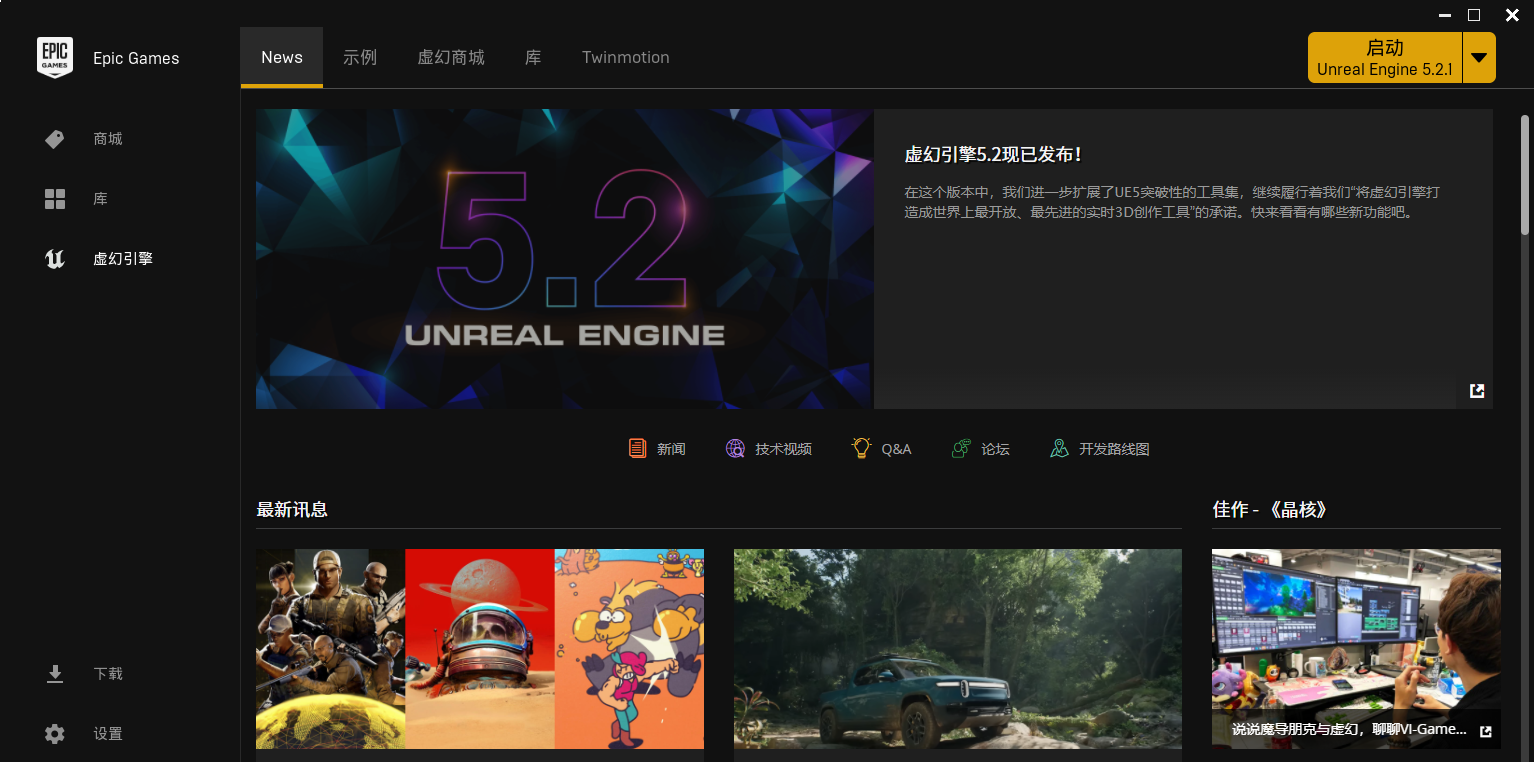 EPIC
GAMES
Epic Games
商城
库
虚幻引擎
下载
设置
News
示例
虚幻商城
库
Twinmotion
启动
Unreal Engine 5.2.1
5.2
UNREAL ENGINE
虚幻引擎5.2现已发布！
在这个版本中，我们进一步扩展了UE5突破性的工具集，继续履行着我们“将虚幻引擎打
造成世界上最开放、最先进的实时3D创作工具”的承诺。快来看看有哪些新功能吧。
新闻
技术视频
Q&A
论坛
开发路线图
最新讯息
佳作 - 《晶核》
说说魔导朋克与虚幻，聊聊VI-Game...